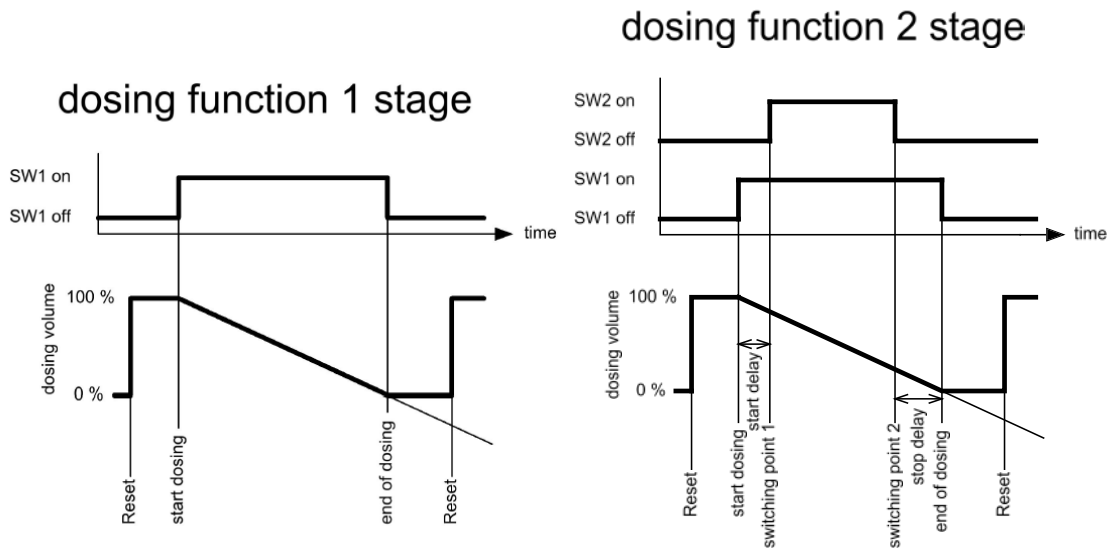 dosing function 1 stage
SW1 on
SW1 off
time
dosing volume
100 %
0 %
Reset
start dosing
end of dosing
Reset
dosing function 2 stage
SW2 on
SW2 off
SW1 on
SW1 off
time
dosing volume
100 %
0 %
Reset
start dosing
start delay
switching point 1
switching point 2
stop delay
end of dosing
Reset